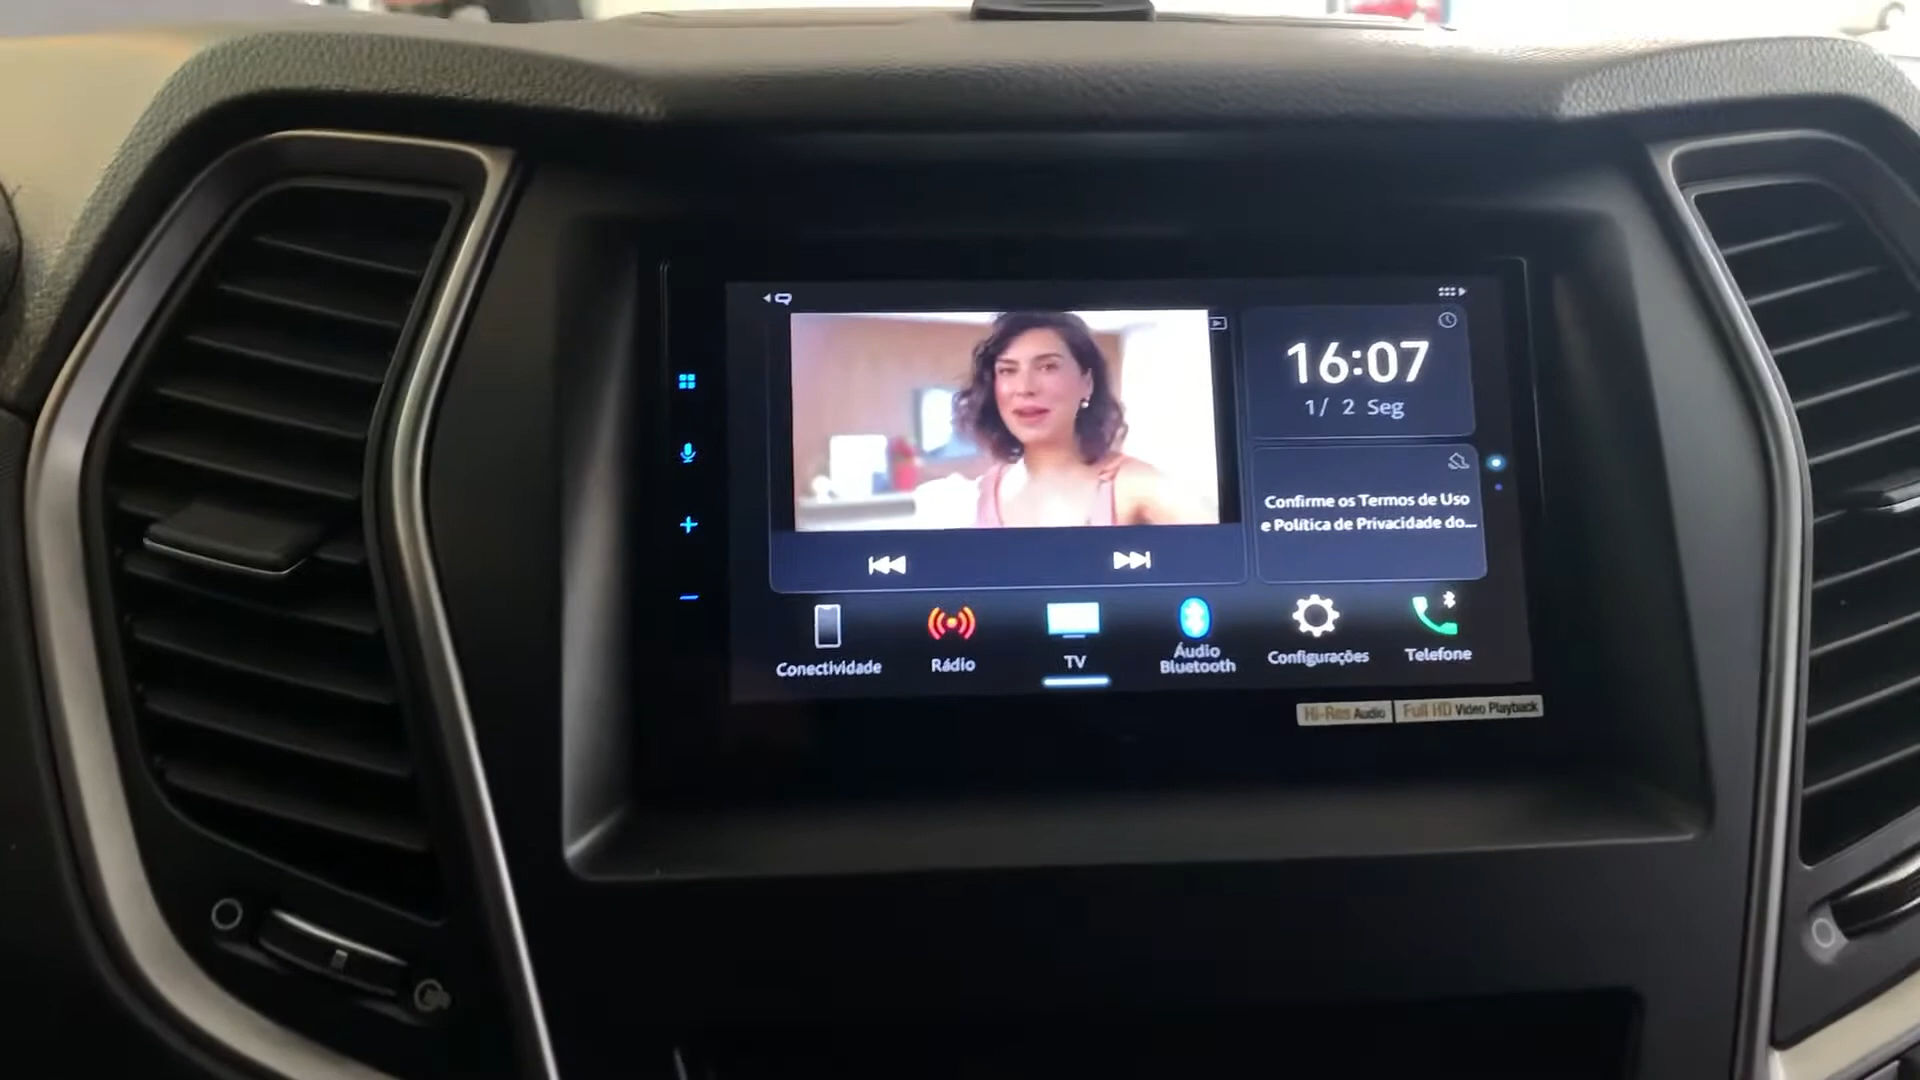 16:07
1/ 2 Seg
Confirme os Termos de Uso
e Política de Privacidade do...
Conectividade
Rádio
TV
Áudio
Bluetooth
Configurações
Telefone
Hi-Res Audio
Full HD Video Playback